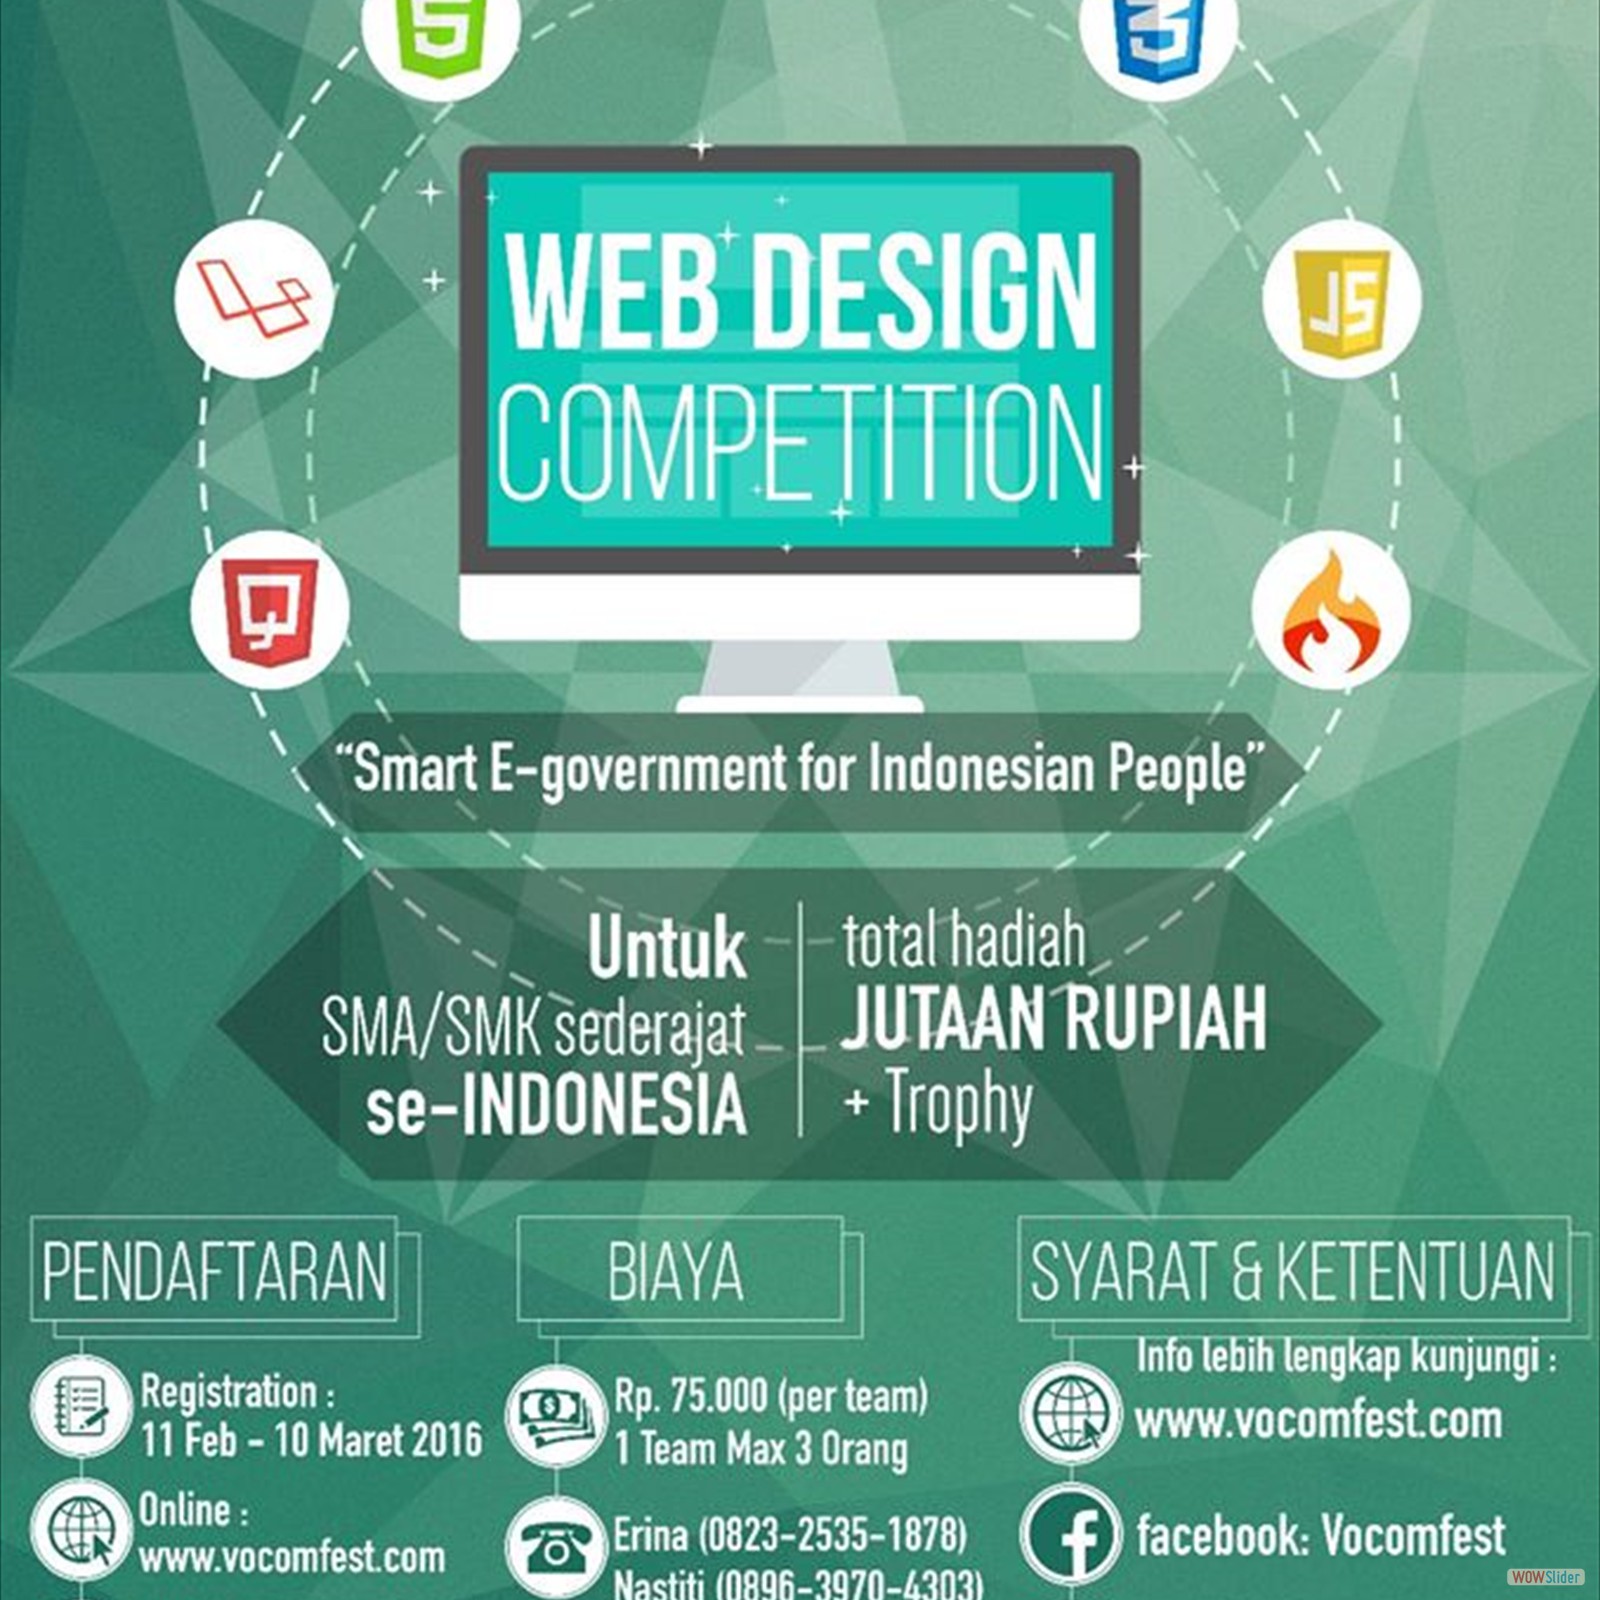 5
3
JS
WEB DESIGN
COMPETITION
“Smart E-government for Indonesian People”
Untuk
SMA/SMK sederajat
se-INDONESIA
total hadiah
JUTAAN RUPIAH
+ Trophy
PENDAFTARAN
Registration :
11 Feb - 10 Maret 2016
Online :
www.vocomfest.com
BIAYA
Rp. 75.000 (per team)
1 Team Max 3 Orang
Erina (0823-2535-1878)
Nastiti (0896-3970-4303)
SYARAT & KETENTUAN
Info lebih lengkap kunjungi :
www.vocomfest.com
facebook: Vocomfest
WOWSlider